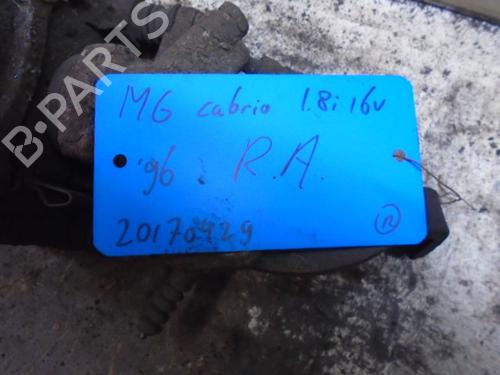 B-PARTS
MG cabrio 1.8i 16v
'96. R.A.
20170429
R